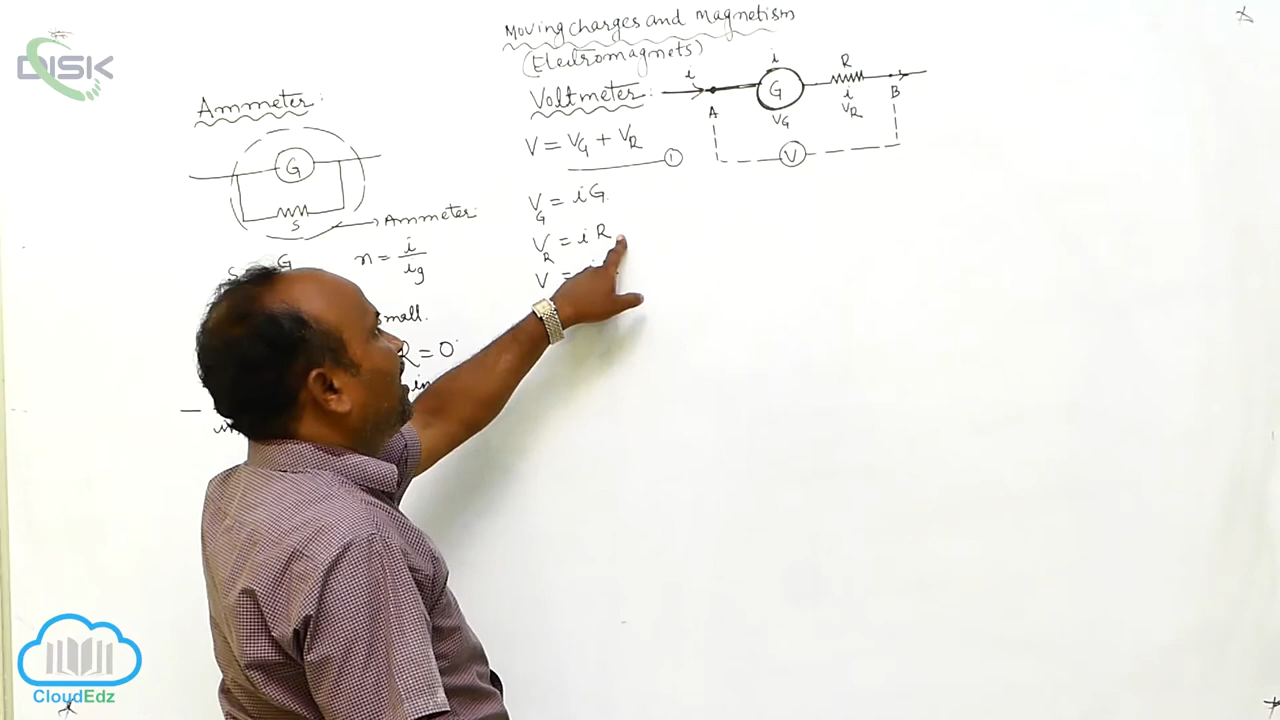 DISK
Moving charges and Magnetism
(Electromagnets)
Ammeter:
G
S
Ammeter
S
G
n = i / ig
small.
R = 0
in
Voltmeter:
V = VG + VR
1
VG = iG
VR = iR
V =
i
i
G
VG
R
i
VR
A
B
V
CloudEdz